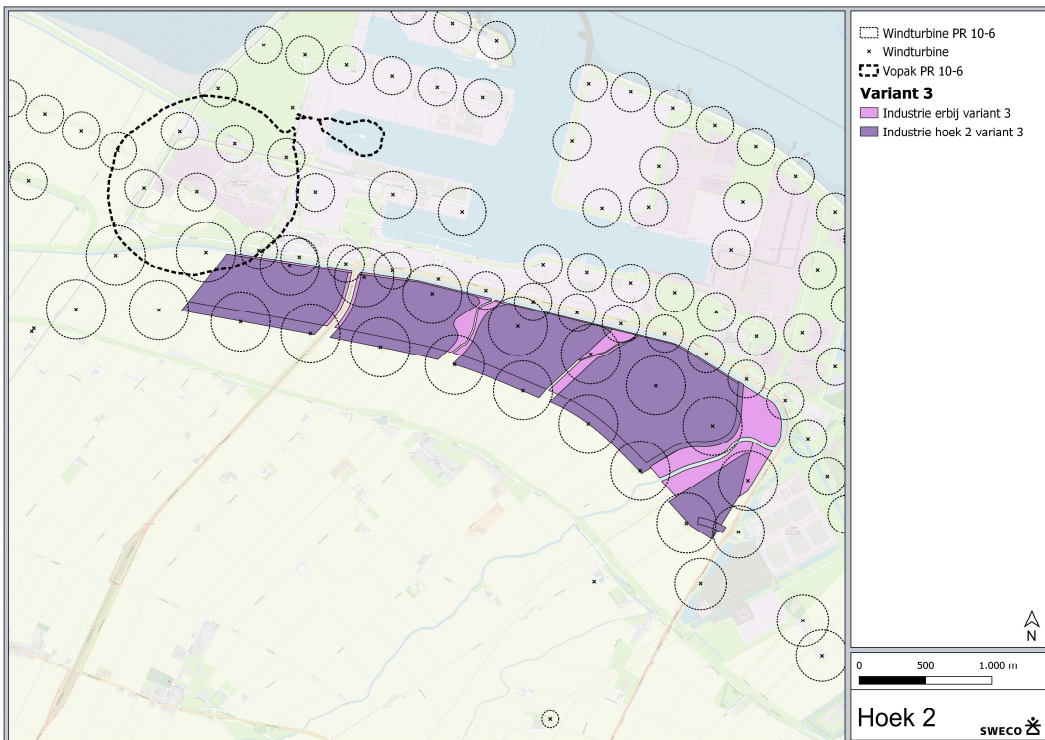 Windturbine PR 10-6
Windturbine
Vopak PR 10-6
Variant 3
Industrie erbij variant 3
Industrie hoek 2 variant 3
N
0 500 1.000 m
Hoek 2
SWECO